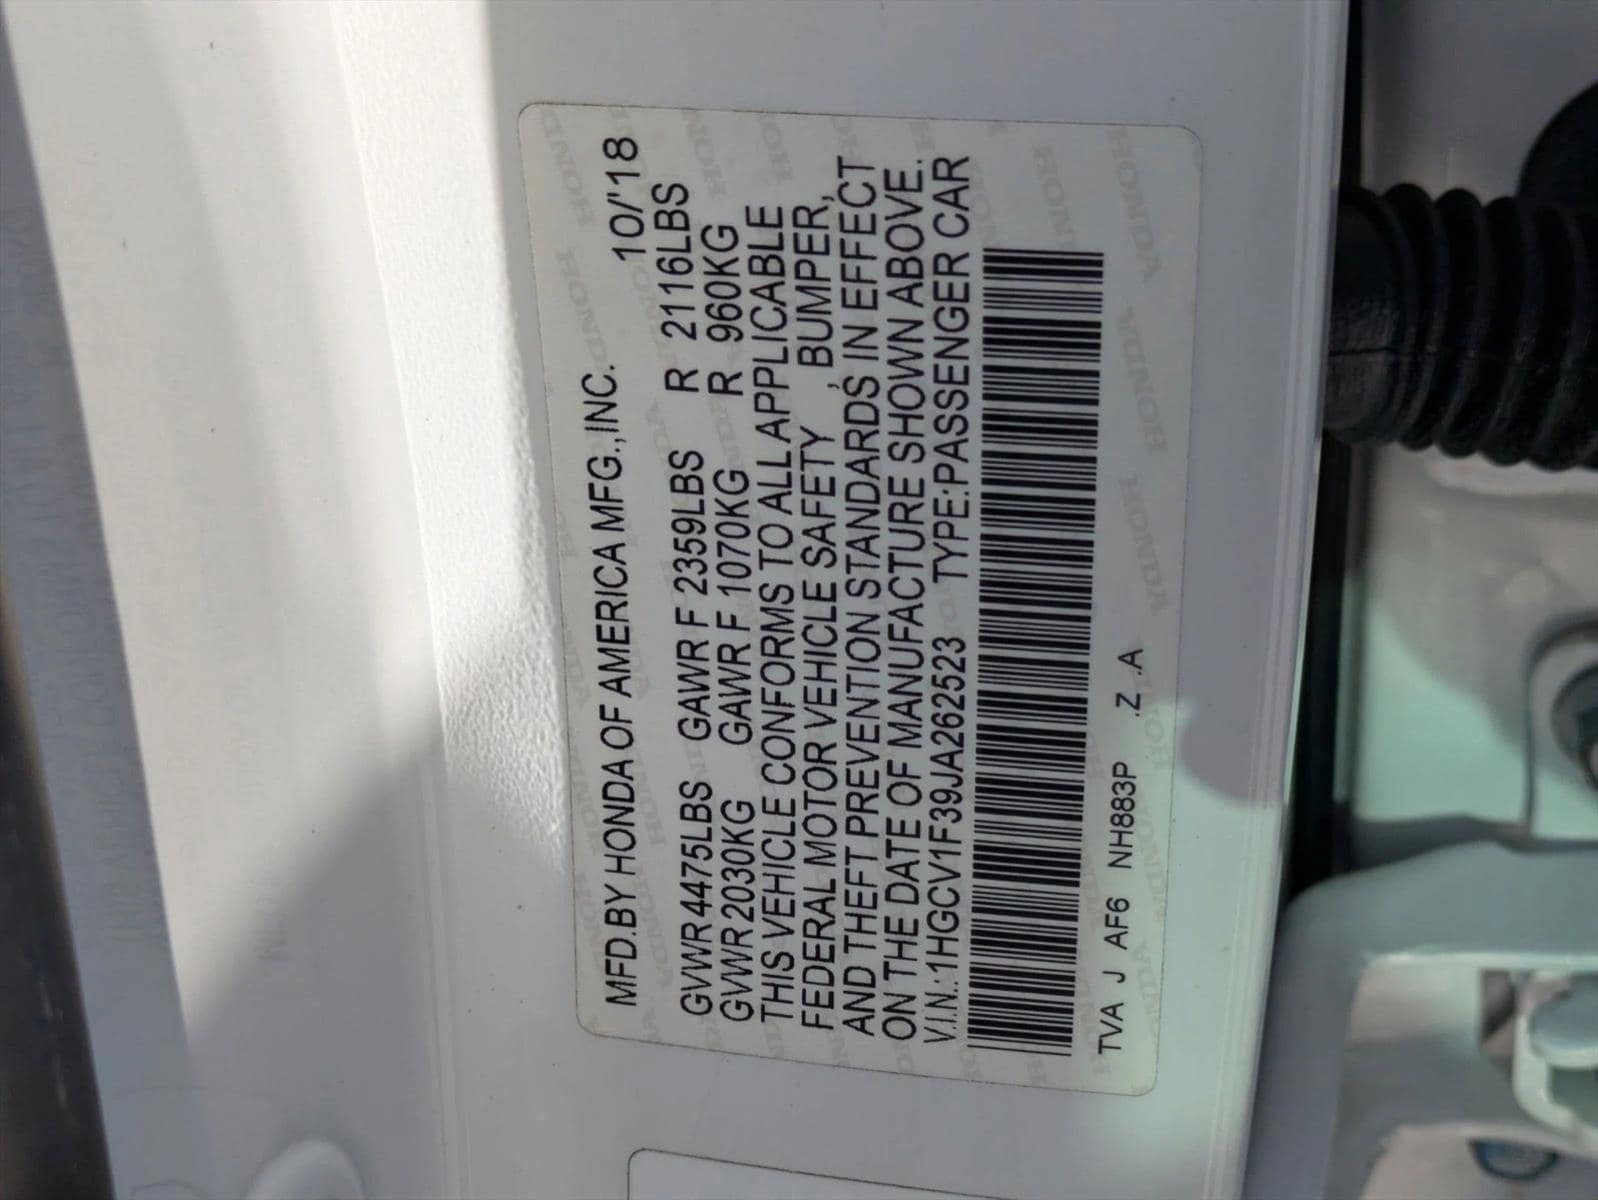 MFD.BY HONDA OF AMERICA MFG.,INC. 10/'18
GVWR 4475LBS GAWR F 2359LBS R 2116LBS
GVWR 2030KG GAWR F 1070KG R 960KG
THIS VEHICLE CONFORMS TO ALL APPLICABLE
FEDERAL MOTOR VEHICLE SAFETY , BUMPER,
AND THEFT PREVENTION STANDARDS IN EFFECT
ON THE DATE OF MANUFACTURE SHOWN ABOVE.
V.I.N.:1HGCV1F39JA262523 TYPE:PASSENGER CAR
TVA J AF6 NH883P .Z .A